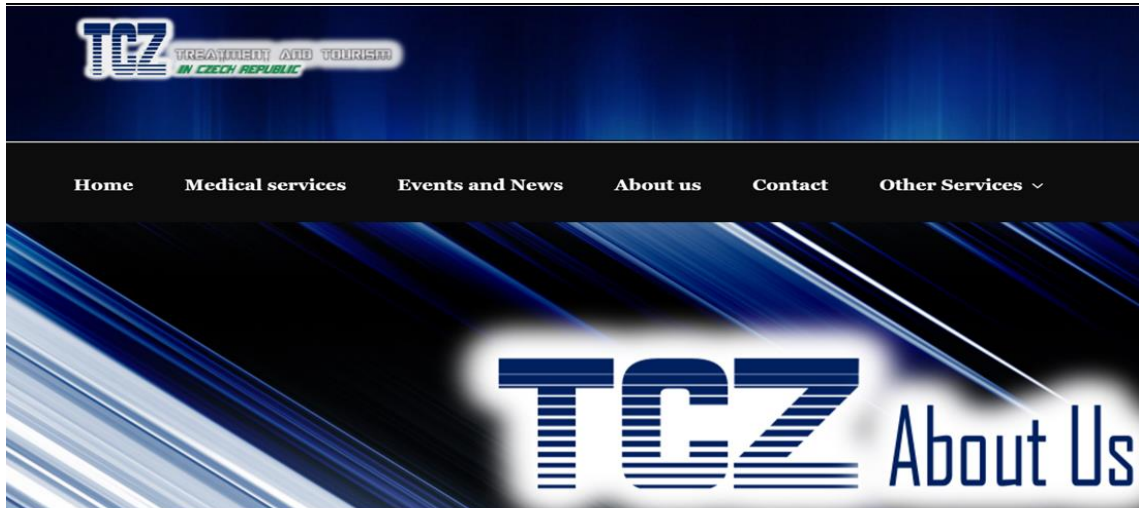 TCZ TREATMENT AND TOURISM
IN CZECH REPUBLIC
Home Medical services Events and News About us Contact Other Services
TCZ About Us